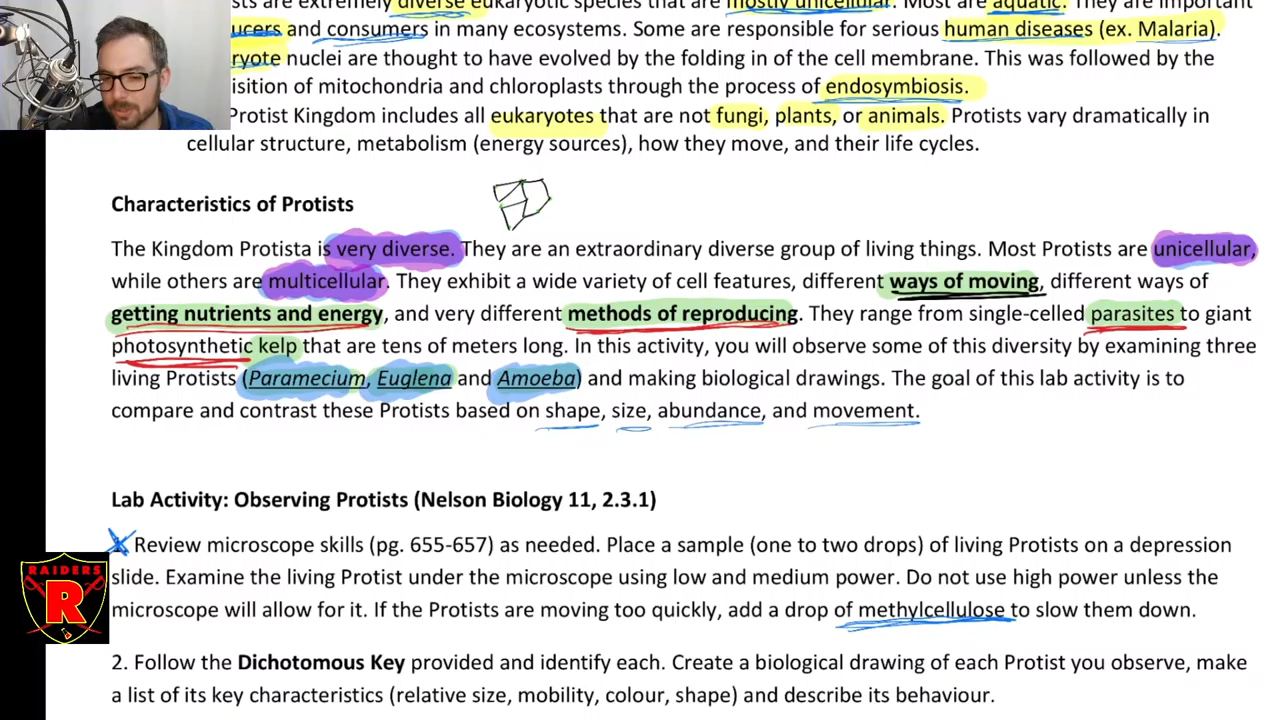 sts are extremely diverse eukaryotic species that are mostly unicellular. Most are aquatic. They are important
ucers and consumers in many ecosystems. Some are responsible for serious human diseases (ex. Malaria).
ryote nuclei are thought to have evolved by the folding in of the cell membrane. This was followed by the
isition of mitochondria and chloroplasts through the process of endosymbiosis.
Protist Kingdom includes all eukaryotes that are not fungi, plants, or animals. Protists vary dramatically in
cellular structure, metabolism (energy sources), how they move, and their life cycles.
Characteristics of Protists
The Kingdom Protista is very diverse. They are an extraordinary diverse group of living things. Most Protists are unicellular,
while others are multicellular. They exhibit a wide variety of cell features, different ways of moving, different ways of
getting nutrients and energy, and very different methods of reproducing. They range from single-celled parasites to giant
photosynthetic kelp that are tens of meters long. In this activity, you will observe some of this diversity by examining three
living Protists (Paramecium, Euglena and Amoeba) and making biological drawings. The goal of this lab activity is to
compare and contrast these Protists based on shape, size, abundance, and movement.
Lab Activity: Observing Protists (Nelson Biology 11, 2.3.1)
1. Review microscope skills (pg. 655-657) as needed. Place a sample (one to two drops) of living Protists on a depression
slide. Examine the living Protist under the microscope using low and medium power. Do not use high power unless the
microscope will allow for it. If the Protists are moving too quickly, add a drop of methylcellulose to slow them down.
RAIDERS
R
2. Follow the Dichotomous Key provided and identify each. Create a biological drawing of each Protist you observe, make
a list of its key characteristics (relative size, mobility, colour, shape) and describe its behaviour.